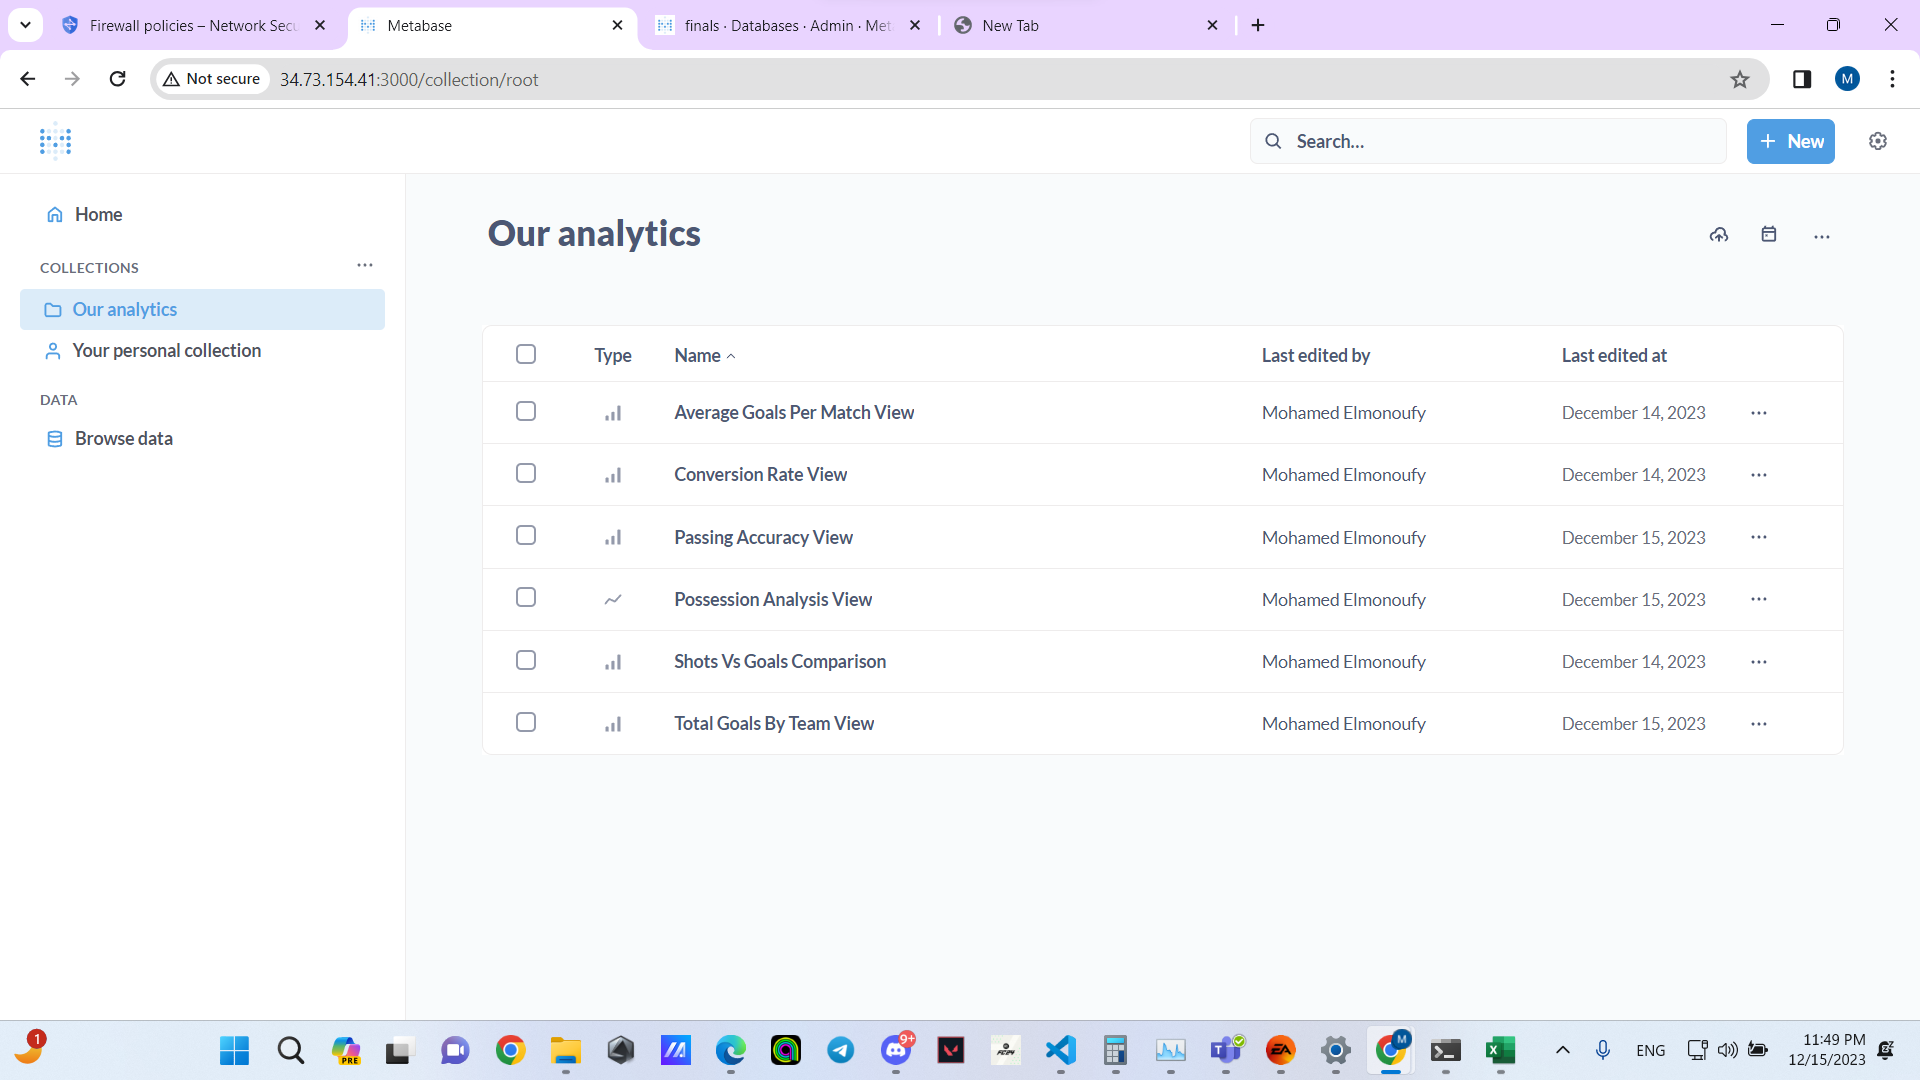 Firewall policies – Network Secu
Metabase
finals · Databases · Admin · Met
New Tab
Not secure
34.73.154.41:3000/collection/root
M
Search...
New
Home
COLLECTIONS
Our analytics
Your personal collection
DATA
Browse data
Our analytics
Type Name Last edited by Last edited at
Average Goals Per Match View Mohamed Elmonoufy December 14, 2023
Conversion Rate View Mohamed Elmonoufy December 14, 2023
Passing Accuracy View Mohamed Elmonoufy December 15, 2023
Possession Analysis View Mohamed Elmonoufy December 15, 2023
Shots Vs Goals Comparison Mohamed Elmonoufy December 14, 2023
Total Goals By Team View Mohamed Elmonoufy December 15, 2023
1
PRE
9+
FC24
EA
M
ENG
11:49 PM
12/15/2023